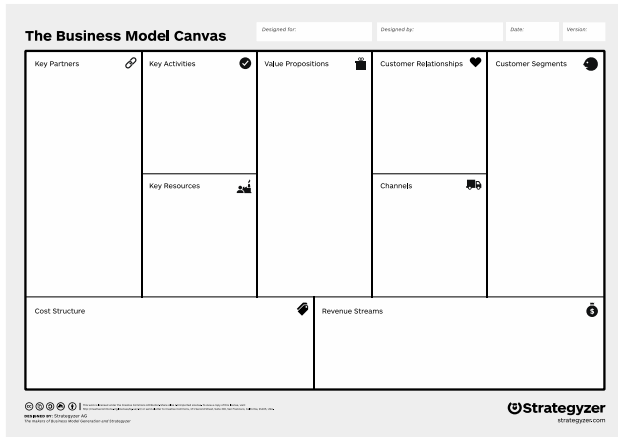 The Business Model Canvas
Designed for:
Designed by:
Date:
Version:
Key Partners
Key Activities
Value Propositions
Customer Relationships
Customer Segments
Key Resources
Channels
Cost Structure
Revenue Streams
DESIGNED BY: Strategyzer AG
The makers of Business Model Generation and Strategyzer
Strategyzer
strategyzer.com